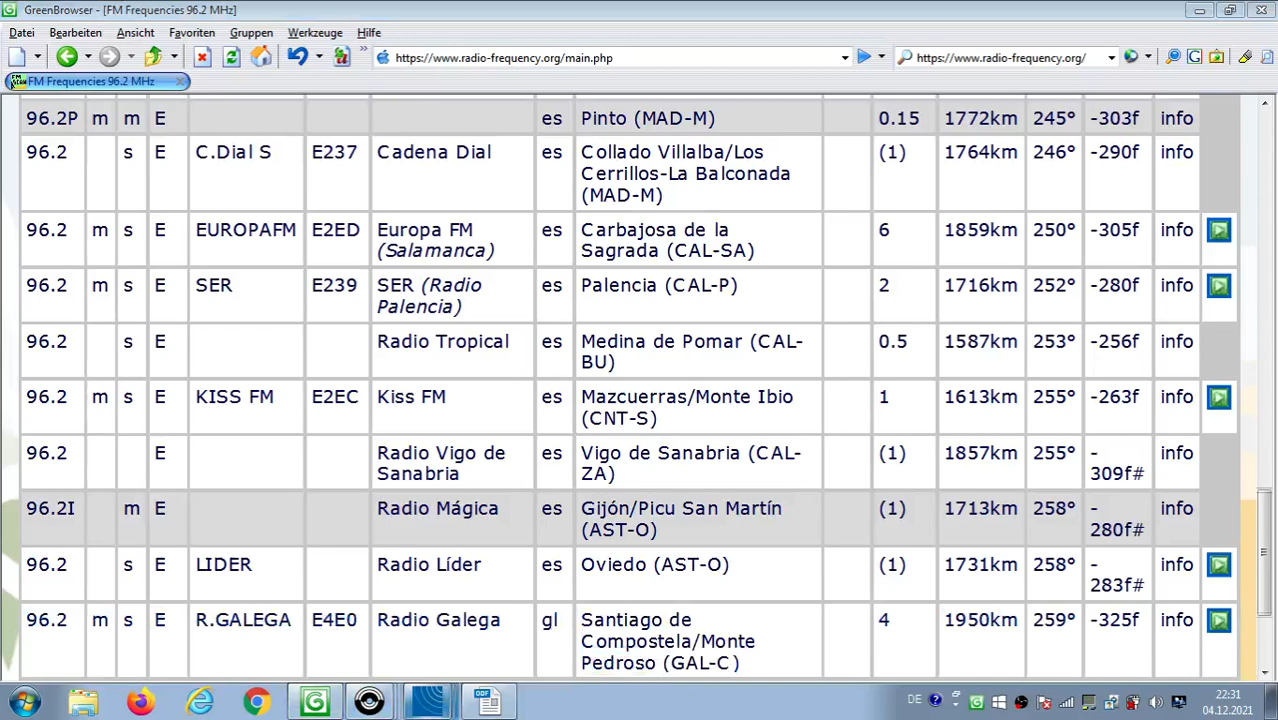 GreenBrowser - [FM Frequencies 96.2 MHz]
Datei Bearbeiten Ansicht Favoriten Gruppen Werkzeuge Hilfe
https://www.radio-frequency.org/main.php https://www.radio-frequency.org/
FM Frequencies 96.2 MHz
96.2P m m E es Pinto (MAD-M) 0.15 1772km 245° -303f info
96.2 s E C.Dial S E237 Cadena Dial es Collado Villalba/Los (1) 1764km 246° -290f info
Cerrillos-La Balconada
(MAD-M)
96.2 m s E EUROPAFM E2ED Europa FM es Carbajosa de la 6 1859km 250° -305f info
(Salamanca) Sagrada (CAL-SA)
96.2 m s E SER E239 SER (Radio es Palencia (CAL-P) 2 1716km 252° -280f info
Palencia)
96.2 s E Radio Tropical es Medina de Pomar (CAL- 0.5 1587km 253° -256f info
BU)
96.2 m s E KISS FM E2EC Kiss FM es Mazcuerras/Monte Ibio 1 1613km 255° -263f info
(CNT-S)
96.2 E Radio Vigo de es Vigo de Sanabria (CAL- (1) 1857km 255° - info
Sanabria ZA) 309f#
96.2I m E Radio Mágica es Gijón/Picu San Martín (1) 1713km 258° - info
(AST-O) 280f#
96.2 s E LIDER Radio Líder es Oviedo (AST-O) (1) 1731km 258° - info
283f#
96.2 m s E R.GALEGA E4E0 Radio Galega gl Santiago de 4 1950km 259° -325f info
Compostela/Monte
Pedroso (GAL-C)
DE 22:31
04.12.2021